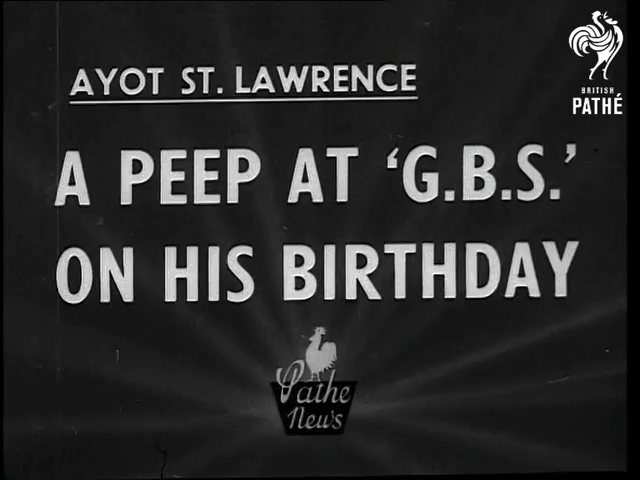 BRITISH
PATHÉ
AYOT ST. LAWRENCE
A PEEP AT ‘G.B.S.’
ON HIS BIRTHDAY
Pathe
News